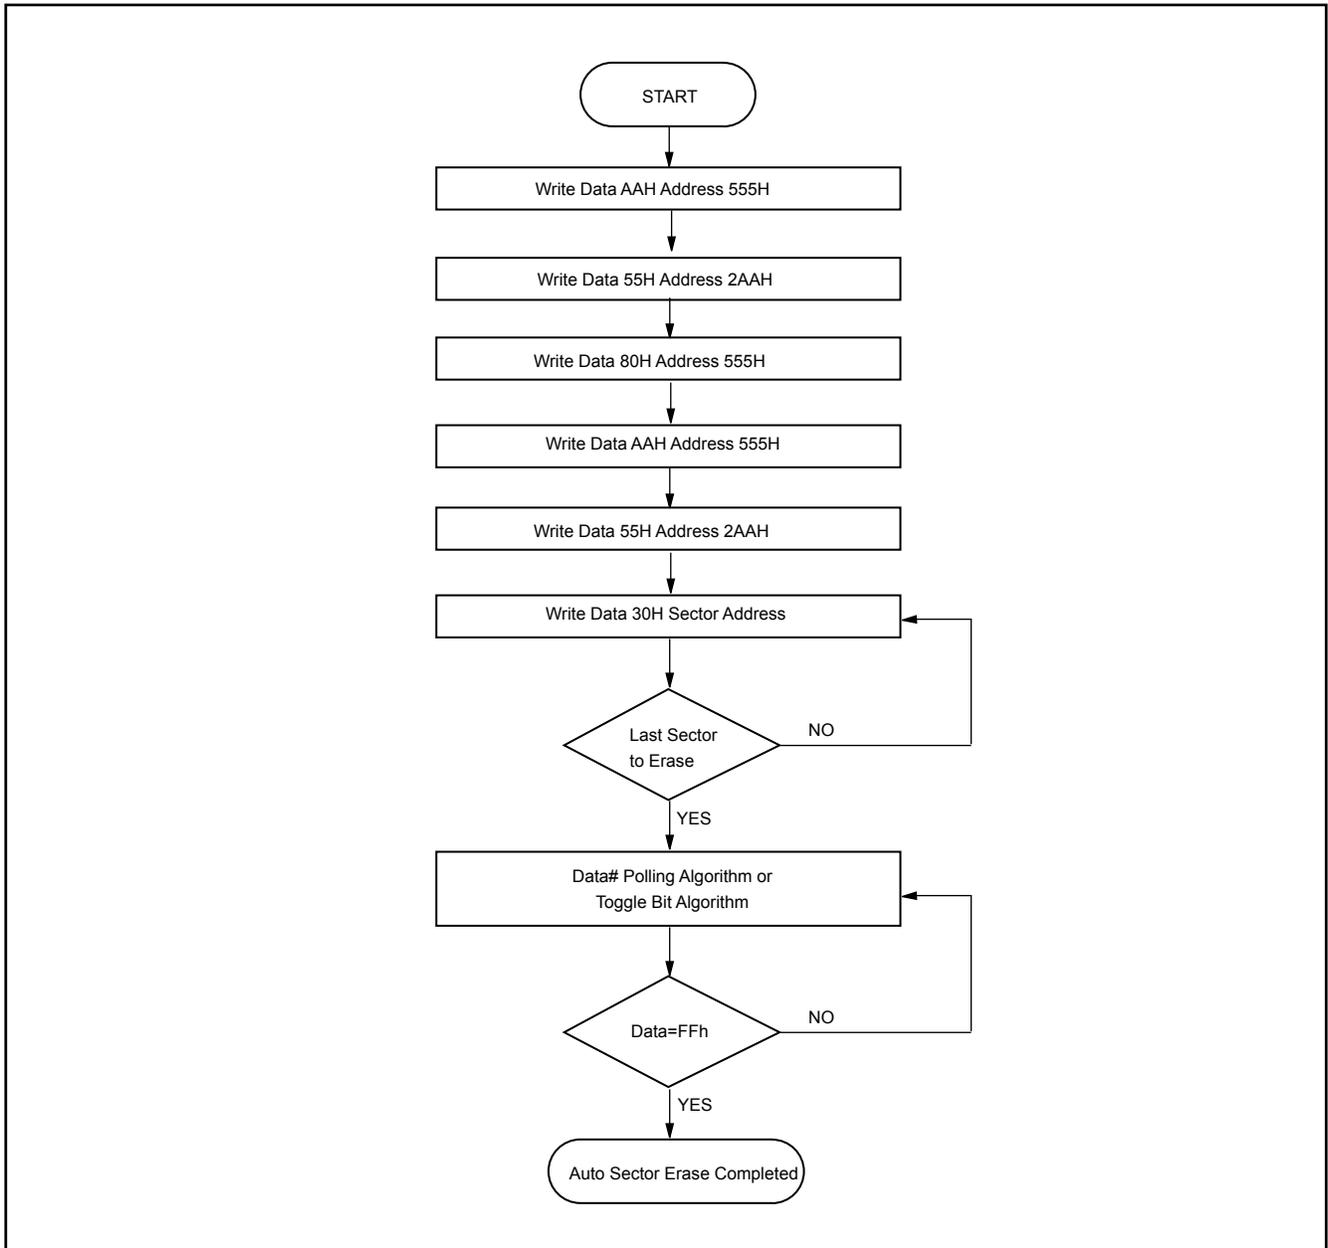 START
Write Data AAH Address 555H
Write Data 55H Address 2AAH
Write Data 80H Address 555H
Write Data AAH Address 555H
Write Data 55H Address 2AAH
Write Data 30H Sector Address
Last Sector
to Erase
NO
YES
Data# Polling Algorithm or
Toggle Bit Algorithm
Data=FFh
NO
YES
Auto Sector Erase Completed